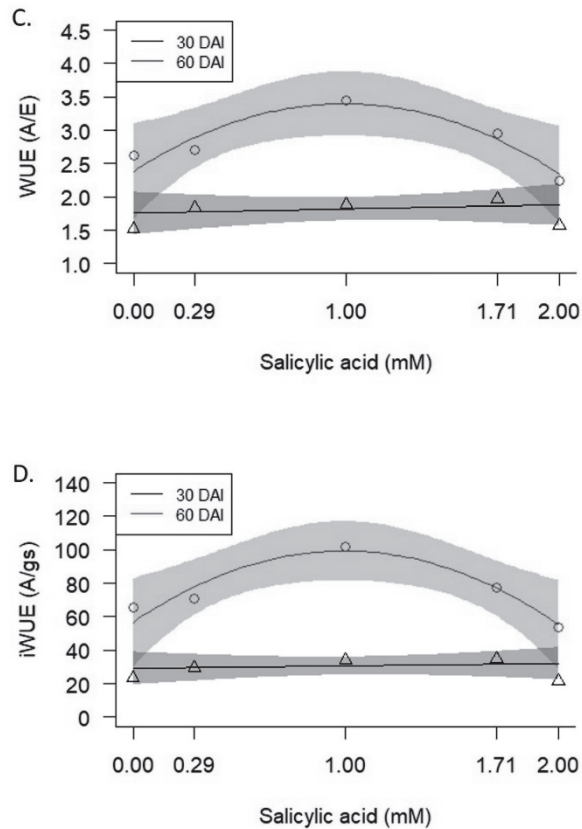 C.
30 DAI
60 DAI
WUE (A/E)
4.5
4.0
3.5
3.0
2.5
2.0
1.5
1.0
0.00 0.29 1.00 1.71 2.00
Salicylic acid (mM)
D.
30 DAI
60 DAI
iWUE (A/gs)
140
120
100
80
60
40
20
0
0.00 0.29 1.00 1.71 2.00
Salicylic acid (mM)